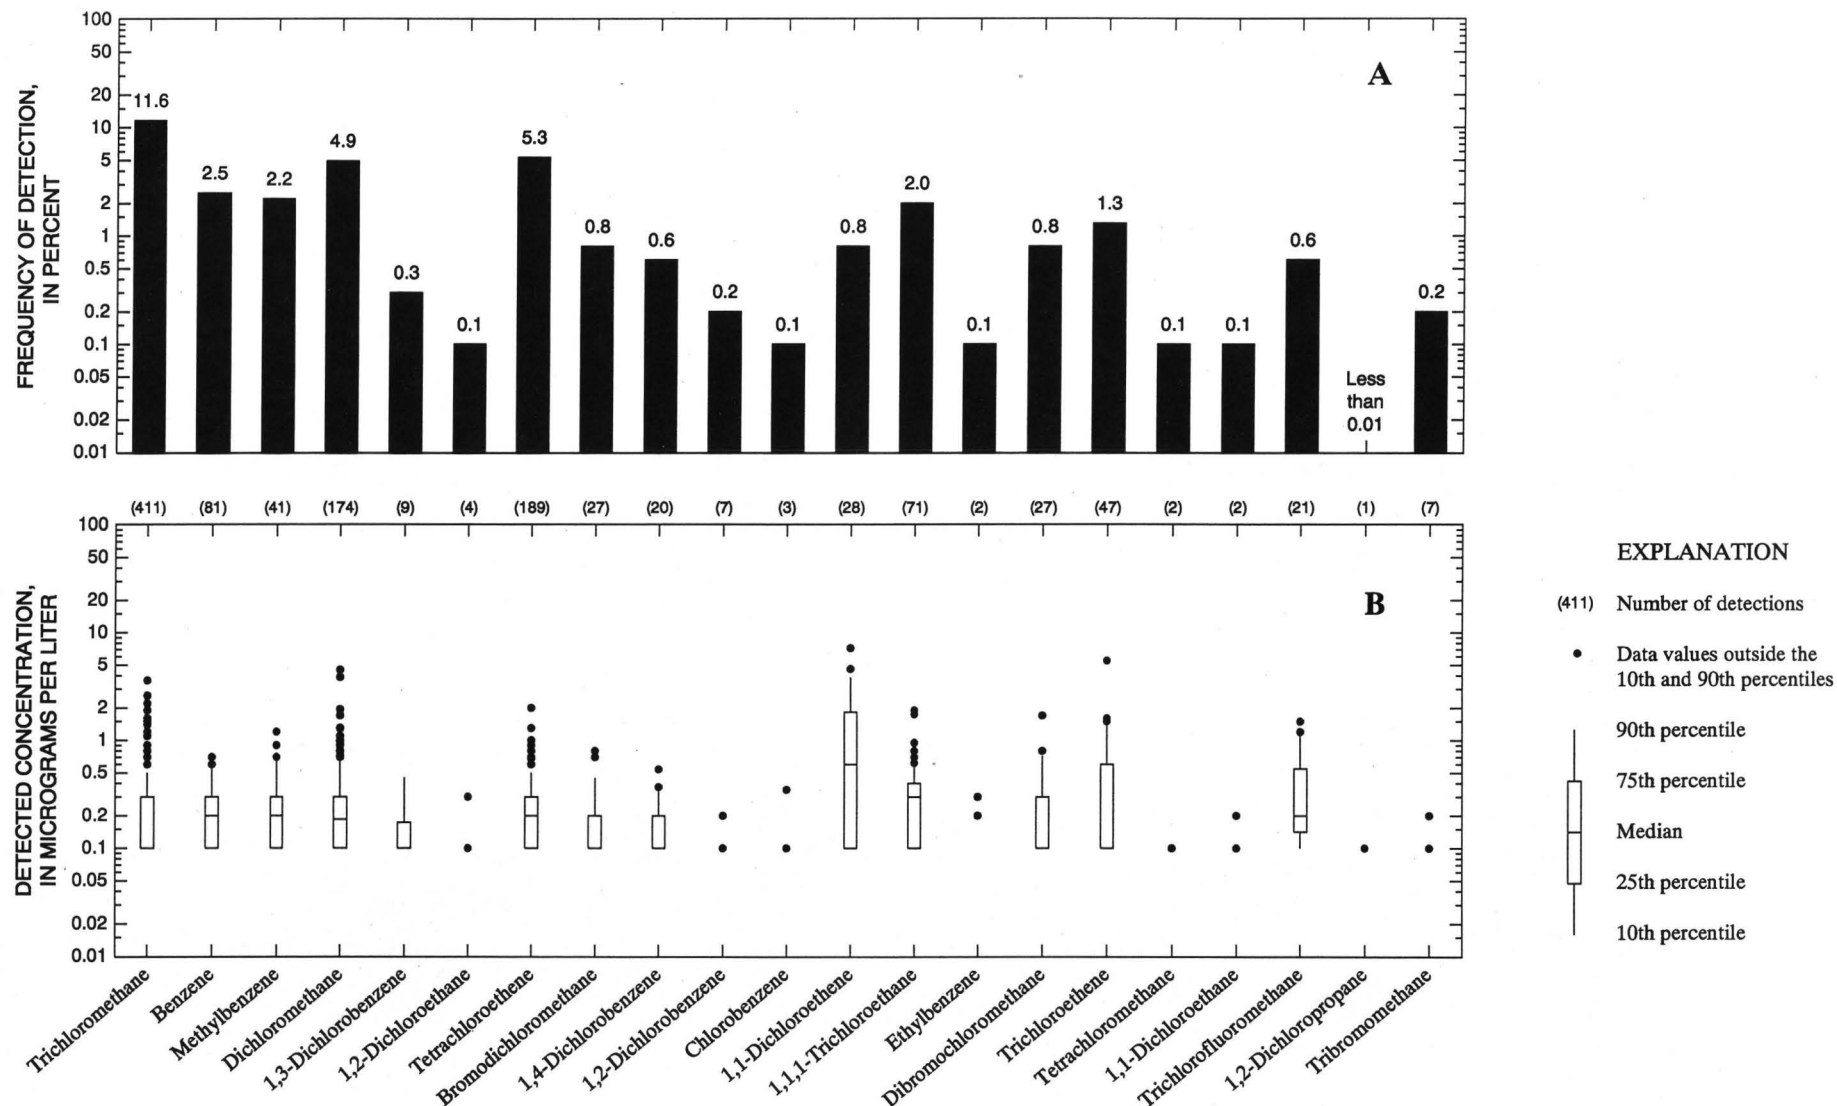 A
FREQUENCY OF DETECTION,
IN PERCENT
100
50
20
10
5
2
1
0.5
0.2
0.1
0.05
0.02
0.01
11.6
2.5
2.2
4.9
0.3
0.1
5.3
0.8
0.6
0.2
0.1
0.8
2.0
0.1
0.8
1.3
0.1
0.1
0.6
Less
than
0.01
0.2
B
DETECTED CONCENTRATION,
IN MICROGRAMS PER LITER
(411) (81) (41) (174) (9) (4) (189) (27) (20) (7) (3) (28) (71) (2) (27) (47) (2) (2) (21) (1) (7)
100
50
20
10
5
2
1
0.5
0.2
0.1
0.05
0.02
0.01
Trichloromethane
Benzene
Methylbenzene
Dichloromethane
1,3-Dichlorobenzene
1,2-Dichloroethane
Tetrachloroethene
Bromodichloromethane
1,4-Dichlorobenzene
1,2-Dichlorobenzene
Chlorobenzene
1,1-Dichloroethene
1,1,1-Trichloroethane
Ethylbenzene
Dibromochloromethane
Trichloroethene
Tetrachloromethane
1,1-Dichloroethane
Trichlorofluoromethane
1,2-Dichloropropane
Tribromomethane
EXPLANATION
(411) Number of detections
Data values outside the
10th and 90th percentiles
90th percentile
75th percentile
Median
25th percentile
10th percentile